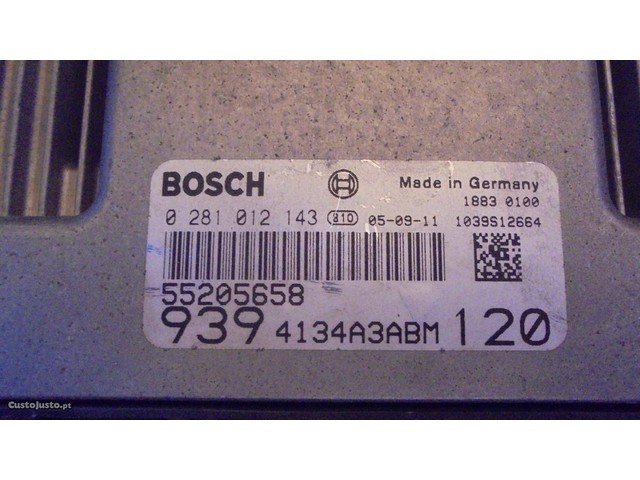 BOSCH Made in Germany
1883 0100
0 281 012 143 810 05-09-11 1039S12664
55205658
939 4134A3ABM 120
CustoJusto.pt